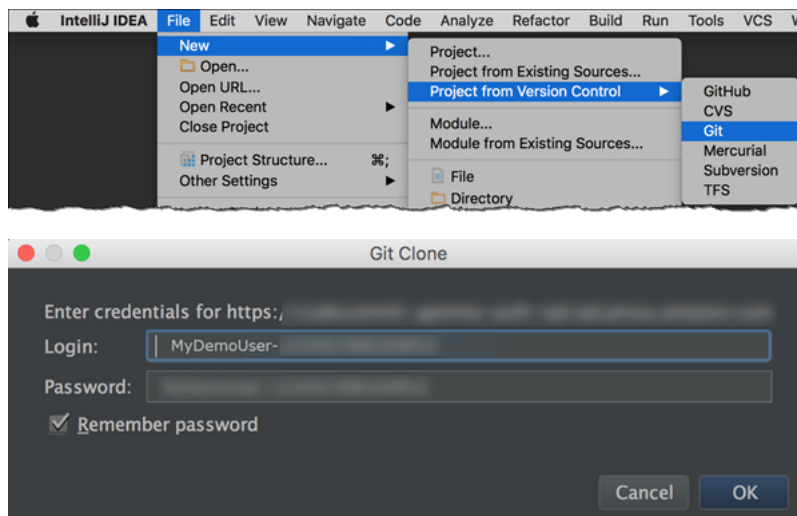 IntelliJ IDEA File Edit View Navigate Code Analyze Refactor Build Run Tools VCS
New
Open...
Open URL...
Open Recent
Close Project
Project Structure... ⌘;
Other Settings
Project...
Project from Existing Sources...
Project from Version Control
Module...
Module from Existing Sources...
File
Directory
GitHub
CVS
Git
Mercurial
Subversion
TFS
Git Clone
Enter credentials for https:/
Login: MyDemoUser-
Password:
Remember password
Cancel OK